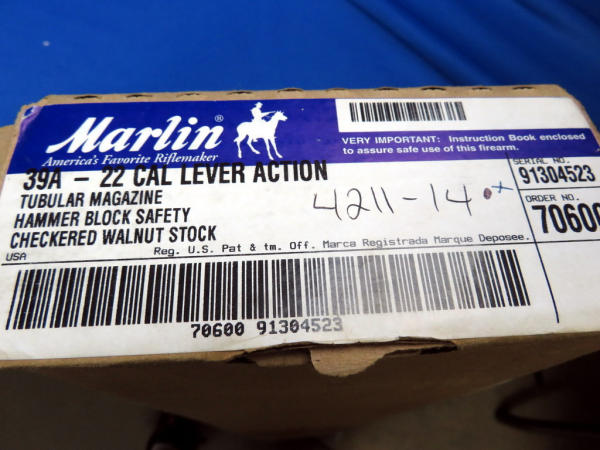 Marlin®
America's Favorite Riflemaker
VERY IMPORTANT: Instruction Book enclosed
to assure safe use of this firearm.
39A - 22 CAL LEVER ACTION
TUBULAR MAGAZINE
HAMMER BLOCK SAFETY
CHECKERED WALNUT STOCK
4211-14
SERIAL NO.
91304523
ORDER NO.
70600
USA
Reg. U.S. Pat & tm. Off. Marca Registrada Marque Deposee.
70600 91304523